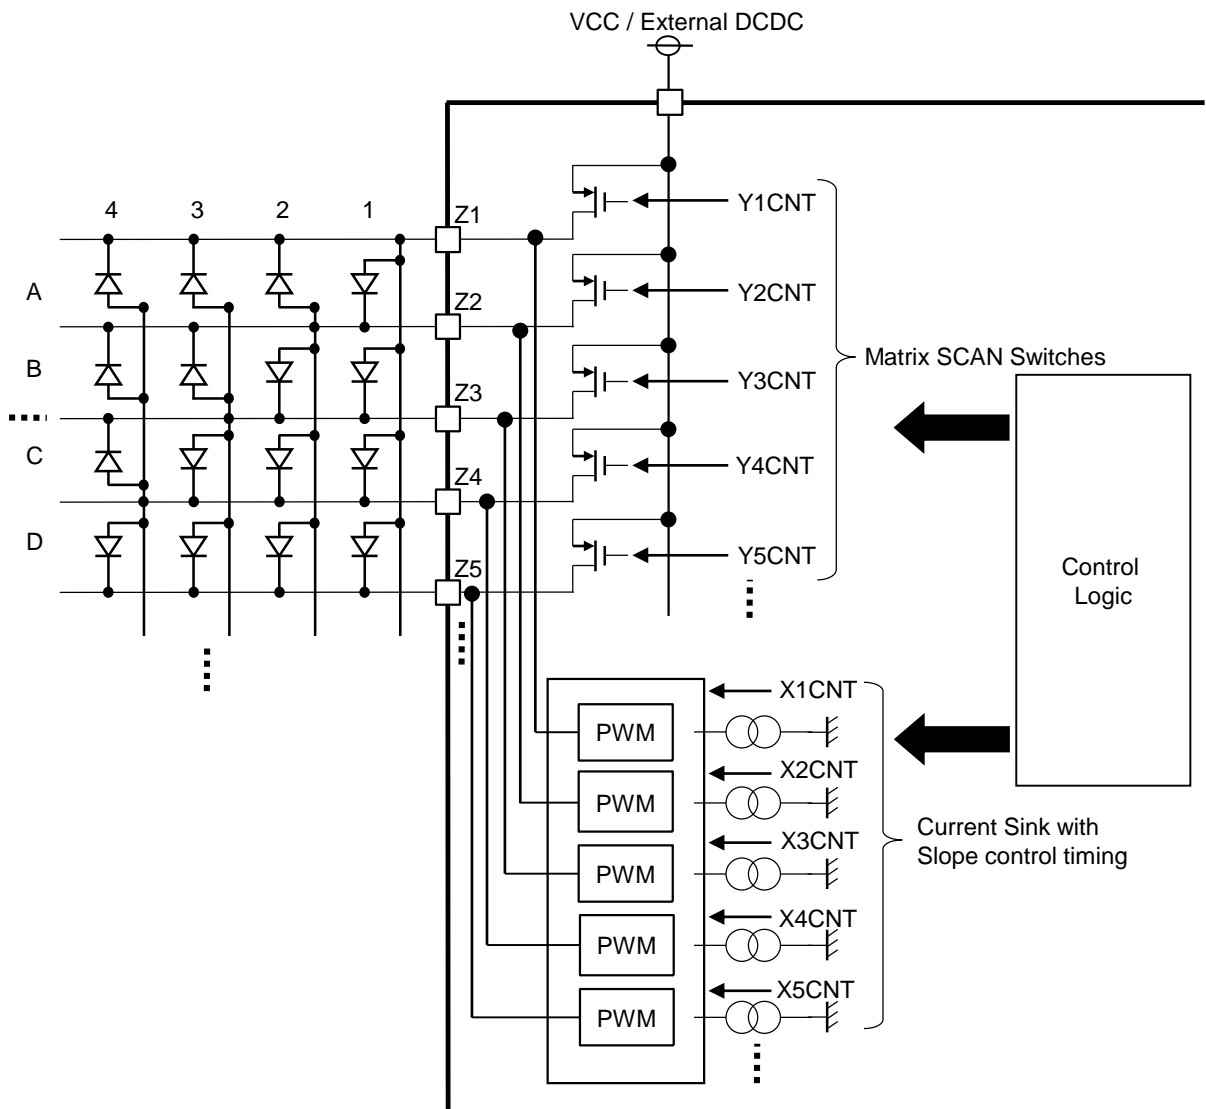 VCC / External DCDC
4 3 2 1
Z1
Y1CNT
A
Z2
Y2CNT
B
Matrix SCAN Switches
Z3
Y3CNT
C
Z4
Y4CNT
D
Z5
Y5CNT
Control
Logic
X1CNT
PWM
X2CNT
PWM
X3CNT
PWM
Current Sink with
Slope control timing
X4CNT
PWM
X5CNT
PWM